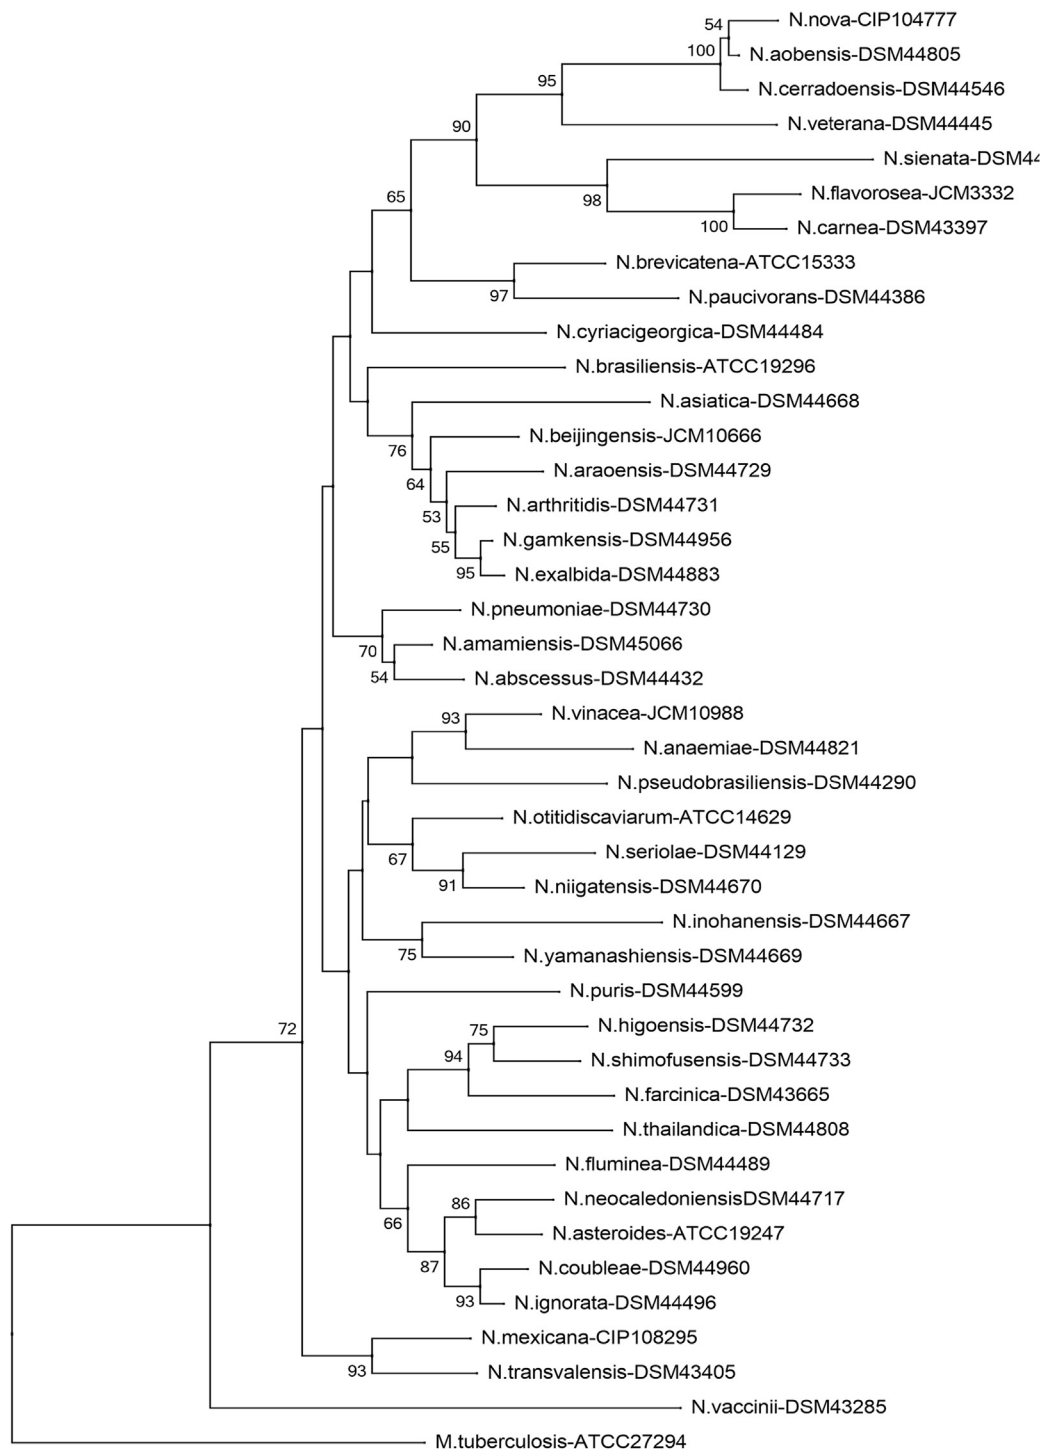 N.nova-CIP104777
54
100
N.aobensis-DSM44805
95
N.cerradoensis-DSM44546
90
N.veterana-DSM44445
N.sienata-DSM44
65
98
N.flavorosea-JCM3332
100
N.carnea-DSM43397
N.brevicatena-ATCC15333
97
N.paucivorans-DSM44386
N.cyriacigeorgica-DSM44484
N.brasiliensis-ATCC19296
N.asiatica-DSM44668
76
N.beijingensis-JCM10666
64
N.araoensis-DSM44729
53
N.arthritidis-DSM44731
55
N.gamkensis-DSM44956
95
N.exalbida-DSM44883
N.pneumoniae-DSM44730
70
N.amamiensis-DSM45066
54
N.abscessus-DSM44432
93
N.vinacea-JCM10988
N.anaemiae-DSM44821
N.pseudobrasiliensis-DSM44290
N.otitidiscaviarum-ATCC14629
67
N.seriolae-DSM44129
91
N.niigatensis-DSM44670
N.inohanensis-DSM44667
75
N.yamanashiensis-DSM44669
N.puris-DSM44599
72
75
N.higoensis-DSM44732
94
N.shimofusensis-DSM44733
N.farcinica-DSM43665
N.thailandica-DSM44808
N.fluminea-DSM44489
66
86
N.neocaledoniensisDSM44717
N.asteroides-ATCC19247
87
N.coubleae-DSM44960
93
N.ignorata-DSM44496
N.mexicana-CIP108295
93
N.transvalensis-DSM43405
N.vaccinii-DSM43285
M.tuberculosis-ATCC27294